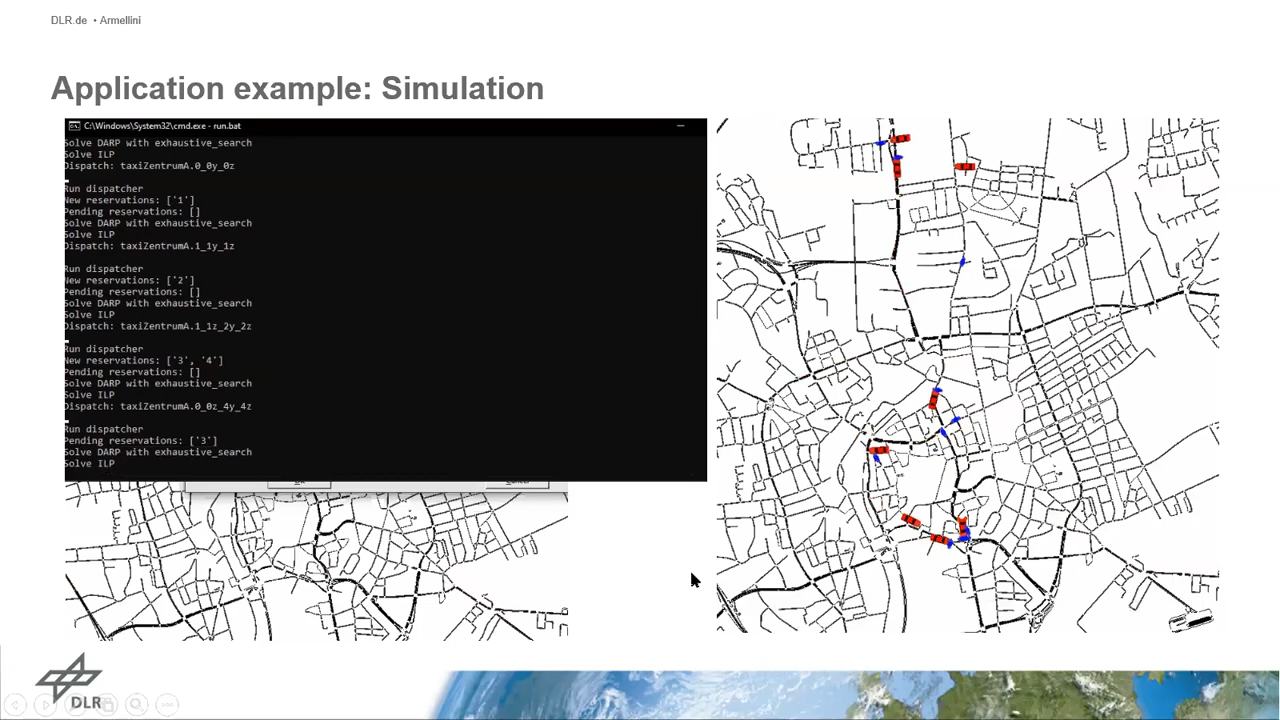 DLR.de • Armellini
Application example: Simulation
C:\Windows\System32\cmd.exe - run.bat
Solve DARP with exhaustive_search
Solve ILP
Dispatch: taxiZentrumA.0_0y_0z
Run dispatcher
New reservations: ['1']
Pending reservations: []
Solve DARP with exhaustive_search
Solve ILP
Dispatch: taxiZentrumA.1_1y_1z
Run dispatcher
New reservations: ['2']
Pending reservations: []
Solve DARP with exhaustive_search
Solve ILP
Dispatch: taxiZentrumA.1_1z_2y_2z
Run dispatcher
New reservations: ['3', '4']
Pending reservations: []
Solve DARP with exhaustive_search
Solve ILP
Dispatch: taxiZentrumA.0_0z_4y_4z
Run dispatcher
Pending reservations: ['3']
Solve DARP with exhaustive_search
Solve ILP
DLR